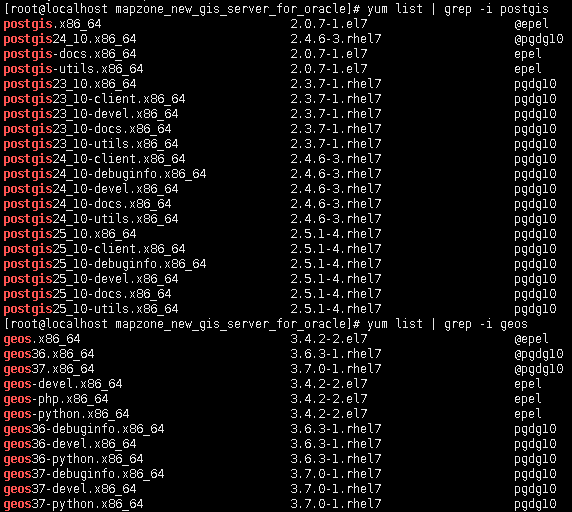 [root@localhost mapzone_new_gis_server_for_oracle]# yum list | grep -i postgis
postgis.x86_64 2.0.7-1.el7 @epel
postgis24_10.x86_64 2.4.6-3.rhel7 @pgdg10
postgis-docs.x86_64 2.0.7-1.el7 epel
postgis-utils.x86_64 2.0.7-1.el7 epel
postgis23_10.x86_64 2.3.7-1.rhel7 pgdg10
postgis23_10-client.x86_64 2.3.7-1.rhel7 pgdg10
postgis23_10-devel.x86_64 2.3.7-1.rhel7 pgdg10
postgis23_10-docs.x86_64 2.3.7-1.rhel7 pgdg10
postgis23_10-utils.x86_64 2.3.7-1.rhel7 pgdg10
postgis24_10-client.x86_64 2.4.6-3.rhel7 pgdg10
postgis24_10-debuginfo.x86_64 2.4.6-3.rhel7 pgdg10
postgis24_10-devel.x86_64 2.4.6-3.rhel7 pgdg10
postgis24_10-docs.x86_64 2.4.6-3.rhel7 pgdg10
postgis24_10-utils.x86_64 2.4.6-3.rhel7 pgdg10
postgis25_10.x86_64 2.5.1-4.rhel7 pgdg10
postgis25_10-client.x86_64 2.5.1-4.rhel7 pgdg10
postgis25_10-debuginfo.x86_64 2.5.1-4.rhel7 pgdg10
postgis25_10-devel.x86_64 2.5.1-4.rhel7 pgdg10
postgis25_10-docs.x86_64 2.5.1-4.rhel7 pgdg10
postgis25_10-utils.x86_64 2.5.1-4.rhel7 pgdg10
[root@localhost mapzone_new_gis_server_for_oracle]# yum list | grep -i geos
geos.x86_64 3.4.2-2.el7 @epel
geos36.x86_64 3.6.3-1.rhel7 @pgdg10
geos37.x86_64 3.7.0-1.rhel7 @pgdg10
geos-devel.x86_64 3.4.2-2.el7 epel
geos-php.x86_64 3.4.2-2.el7 epel
geos-python.x86_64 3.4.2-2.el7 epel
geos36-debuginfo.x86_64 3.6.3-1.rhel7 pgdg10
geos36-devel.x86_64 3.6.3-1.rhel7 pgdg10
geos36-python.x86_64 3.6.3-1.rhel7 pgdg10
geos37-debuginfo.x86_64 3.7.0-1.rhel7 pgdg10
geos37-devel.x86_64 3.7.0-1.rhel7 pgdg10
geos37-python.x86_64 3.7.0-1.rhel7 pgdg10